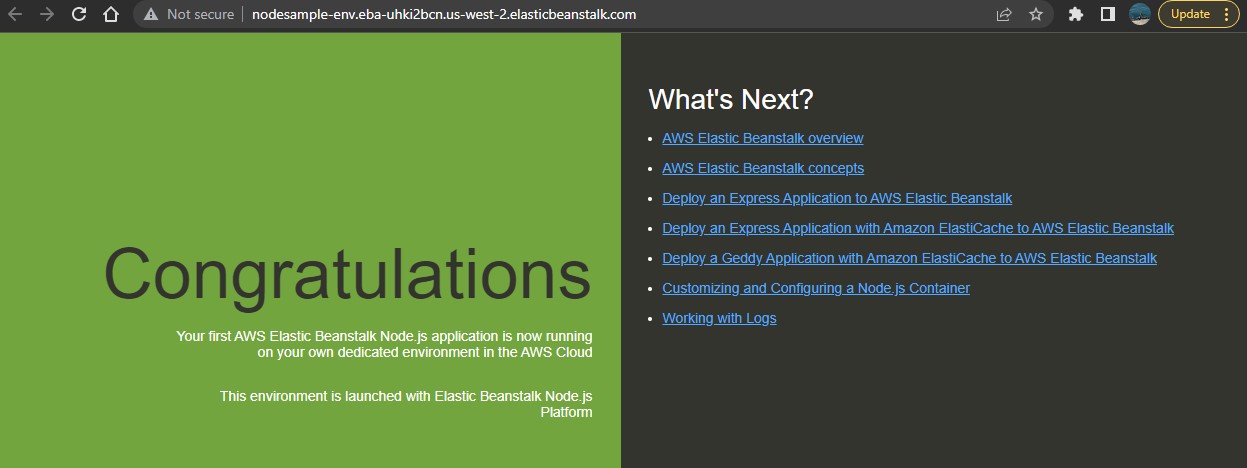 Not secure
nodesample-env.eba-uhki2bcn.us-west-2.elasticbeanstalk.com
Update
Congratulations
Your first AWS Elastic Beanstalk Node.js application is now running
on your own dedicated environment in the AWS Cloud
This environment is launched with Elastic Beanstalk Node.js
Platform
What's Next?
AWS Elastic Beanstalk overview
AWS Elastic Beanstalk concepts
Deploy an Express Application to AWS Elastic Beanstalk
Deploy an Express Application with Amazon ElastiCache to AWS Elastic Beanstalk
Deploy a Geddy Application with Amazon ElastiCache to AWS Elastic Beanstalk
Customizing and Configuring a Node.js Container
Working with Logs